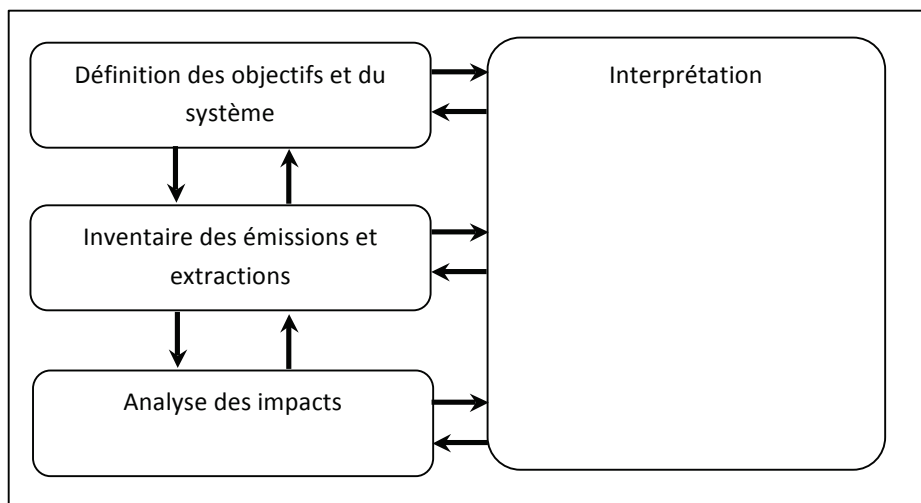 Définition des objectifs et du
système
Interprétation
Inventaire des émissions et
extractions
Analyse des impacts